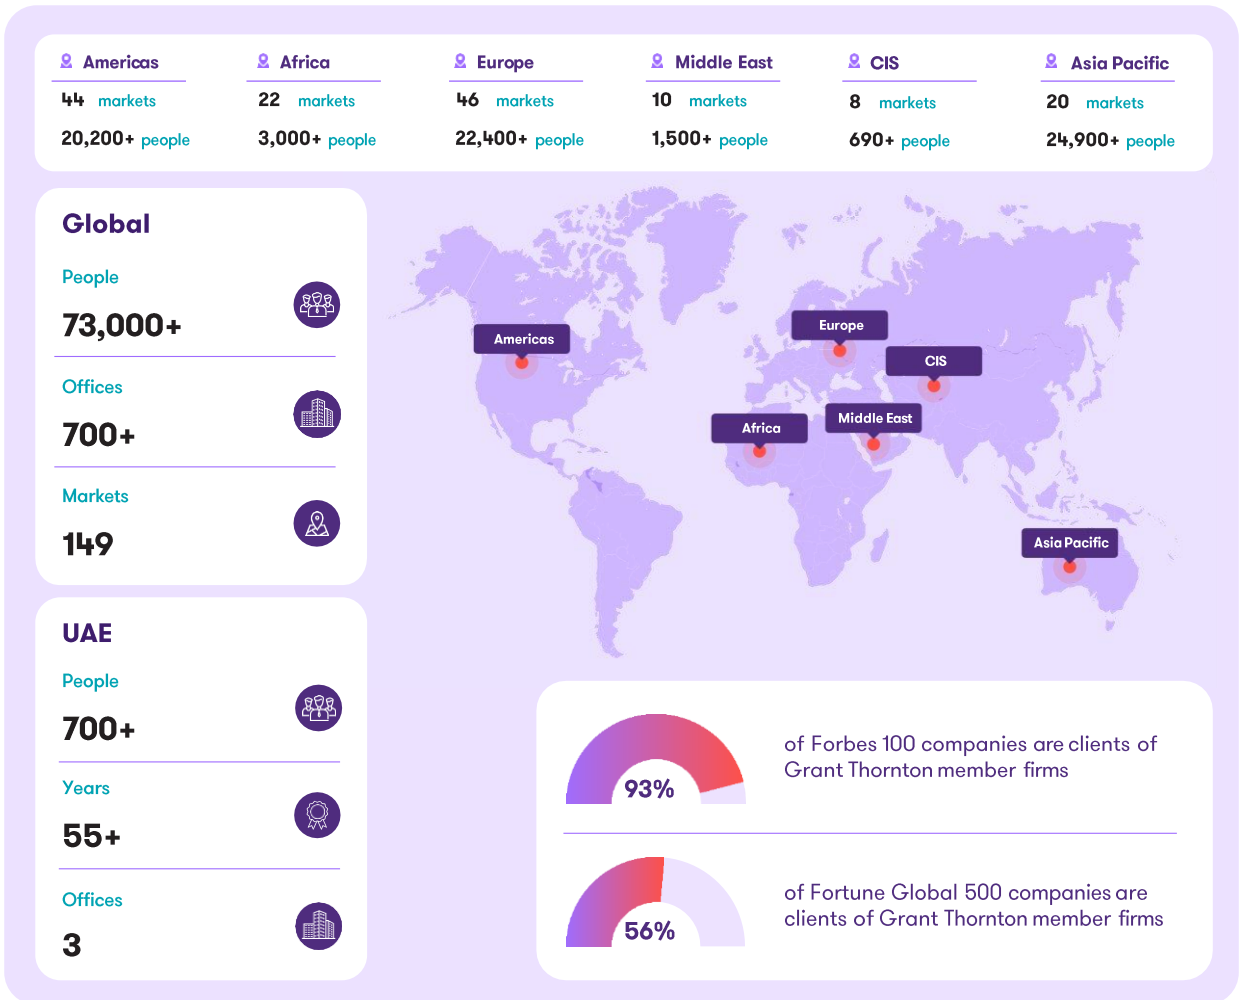 Americas
44 markets
20,200+ people
Africa
22 markets
3,000+ people
Europe
46 markets
22,400+ people
Middle East
10 markets
1,500+ people
CIS
8 markets
690+ people
Asia Pacific
20 markets
24,900+ people
Global
People
73,000+
Offices
700+
Markets
149
Americas
Europe
CIS
Africa
Middle East
Asia Pacific
UAE
People
700+
Years
55+
Offices
3
93%
of Forbes 100 companies are clients of
Grant Thornton member firms
56%
of Fortune Global 500 companies are
clients of Grant Thornton member firms